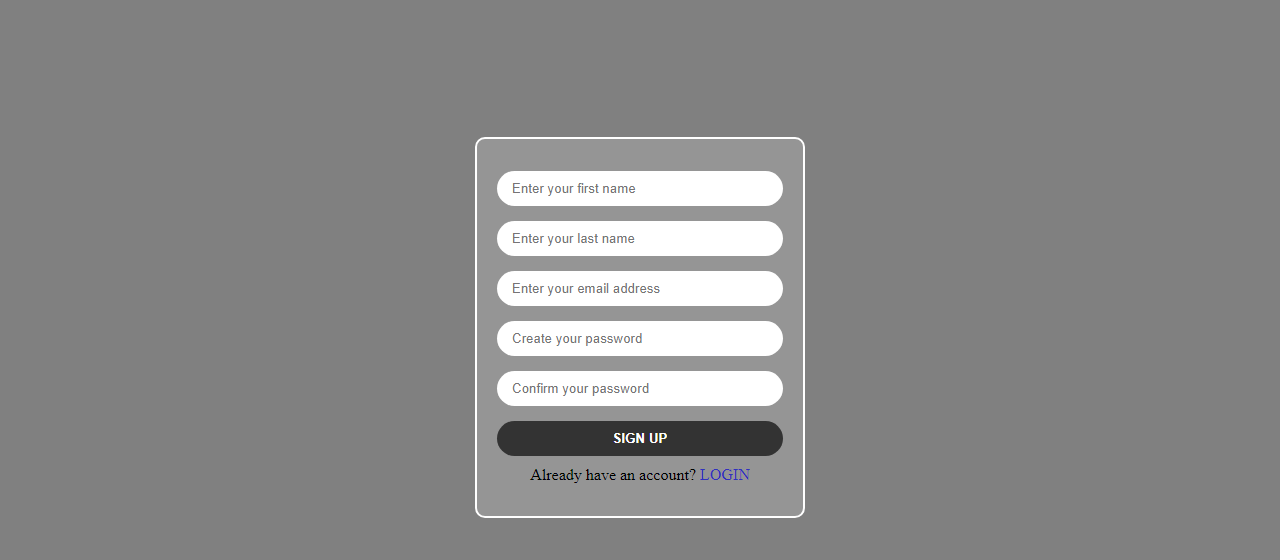 Enter your first name
Enter your last name
Enter your email address
Create your password
Confirm your password
SIGN UP
Already have an account? LOGIN